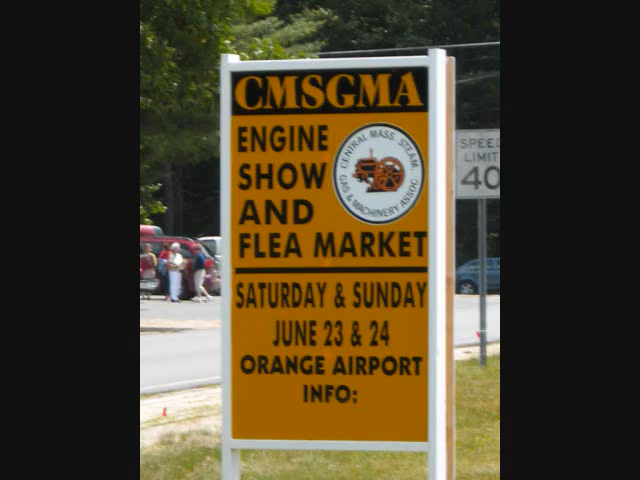 CMSGMA
ENGINE
SHOW
AND
FLEA MARKET
CENTRAL MASS. STEAM,
GAS & MACHINERY ASSOC.
SATURDAY & SUNDAY
JUNE 23 & 24
ORANGE AIRPORT
INFO:
SPEED
LIMIT
40